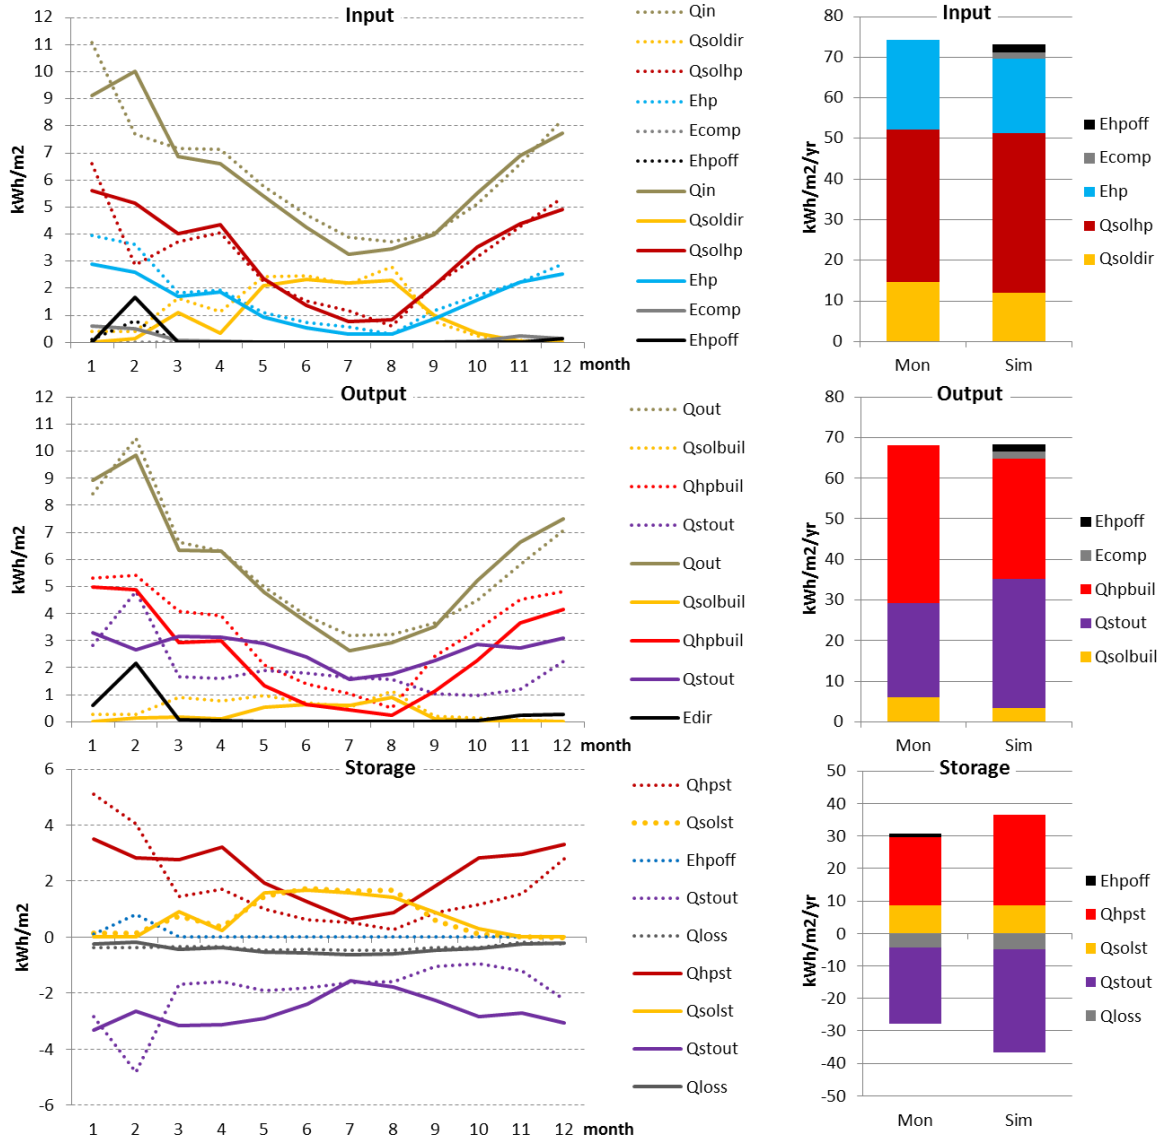 Input
12
11
10
9
8
7
6
5
4
3
2
1
0
kWh/m2
1 2 3 4 5 6 7 8 9 10 11 12 month
Qin
Qsoldir
Qsolhp
Ehp
Ecomp
Ehpoff
Qin
Qsoldir
Qsolhp
Ehp
Ecomp
Ehpoff
Input
80
70
60
50
40
30
20
10
0
kWh/m2/yr
Mon Sim
Ehpoff
Ecomp
Ehp
Qsolhp
Qsoldir
Output
12
11
10
9
8
7
6
5
4
3
2
1
0
kWh/m2
1 2 3 4 5 6 7 8 9 10 11 12 month
Qout
Qsolbuil
Qhpbuil
Qstout
Qout
Qsolbuil
Qhpbuil
Qstout
Edir
Output
80
70
60
50
40
30
20
10
0
kWh/m2/yr
Mon Sim
Ehpoff
Ecomp
Qhpbuil
Qstout
Qsolbuil
Storage
6
4
2
0
-2
-4
-6
kWh/m2
1 2 3 4 5 6 7 8 9 10 11 12 month
Qhpst
Qsolst
Ehpoff
Qstout
Qloss
Qhpst
Qsolst
Qstout
Qloss
Storage
50
40
30
20
10
0
-10
-20
-30
-40
-50
kWh/m2/yr
Mon Sim
Ehpoff
Qhpst
Qsolst
Qstout
Qloss